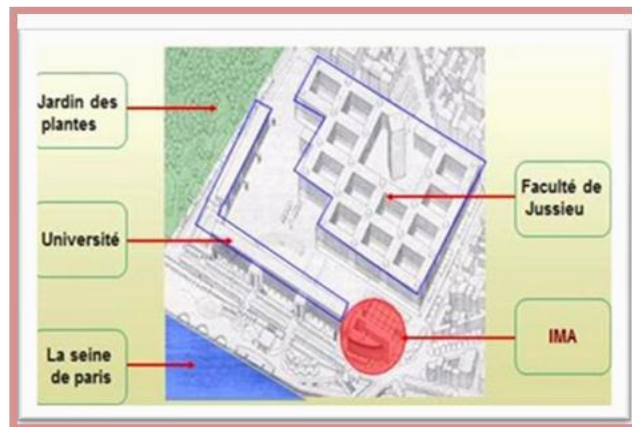 Jardin des
plantes
Université
La seine
de paris
Faculté de
Jussieu
IMA